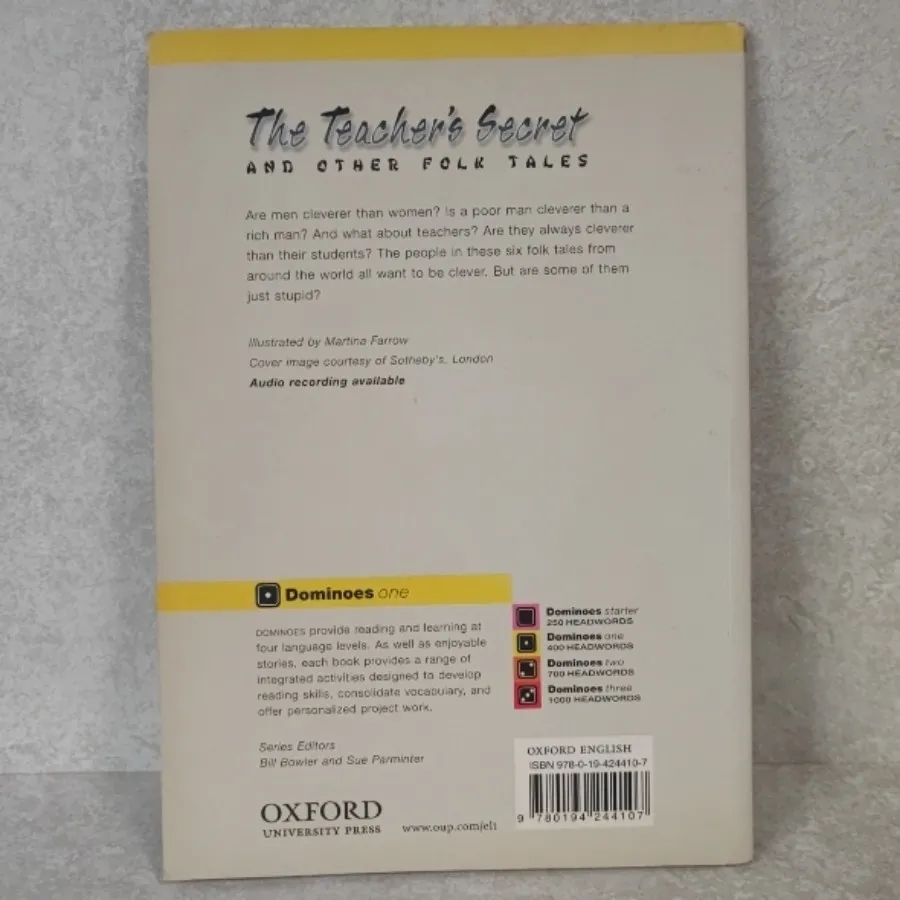 The Teacher's Secret
AND OTHER FOLK TALES
Are men cleverer than women? Is a poor man cleverer than a
rich man? And what about teachers? Are they always cleverer
than their students? The people in these six folk tales from
around the world all want to be clever. But are some of them
just stupid?
Illustrated by Martina Farrow
Cover image courtesy of Sotheby's, London
Audio recording available
Dominoes one
DOMINOES provide reading and learning at
four language levels. As well as enjoyable
stories, each book provides a range of
integrated activities designed to develop
reading skills, consolidate vocabulary, and
offer personalized project work.
Series Editors
Bill Bowler and Sue Parminter
OXFORD
UNIVERSITY PRESS
www.oup.com/elt
Dominoes starter
250 HEADWORDS
Dominoes one
400 HEADWORDS
Dominoes two
700 HEADWORDS
Dominoes three
1000 HEADWORDS
OXFORD ENGLISH
ISBN 978-0-19-424410-7
9 780194 244107